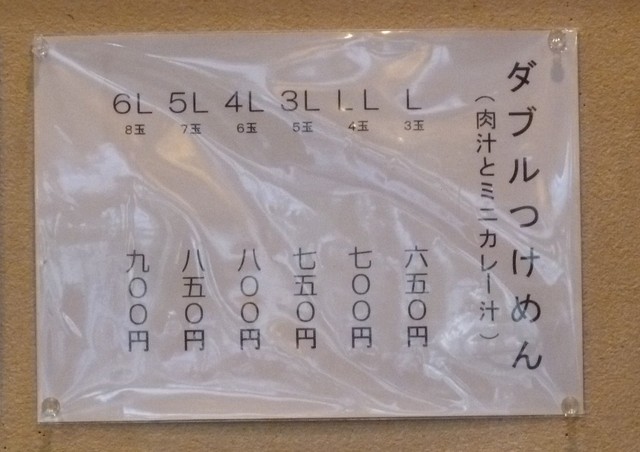 ダブルつけめん
（肉汁とミニカレー汁）
L
3玉
六五〇円
LL
4玉
七〇〇円
3L
5玉
七五〇円
4L
6玉
八〇〇円
5L
7玉
八五〇円
6L
8玉
九〇〇円